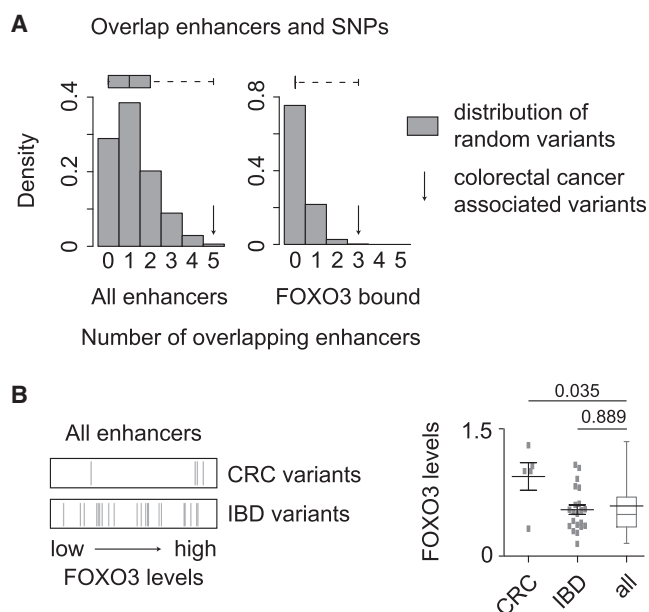 A
Overlap enhancers and SNPs
Density
0.4
0.2
0
0 1 2 3 4 5
All enhancers
0.8
0.4
0
0 1 2 3 4 5
FOXO3 bound
Number of overlapping enhancers
distribution of
random variants
colorectal cancer
associated variants
B
All enhancers
CRC variants
IBD variants
low high
FOXO3 levels
0.035
0.889
FOXO3 levels
1.5
0
CRC
IBD
all